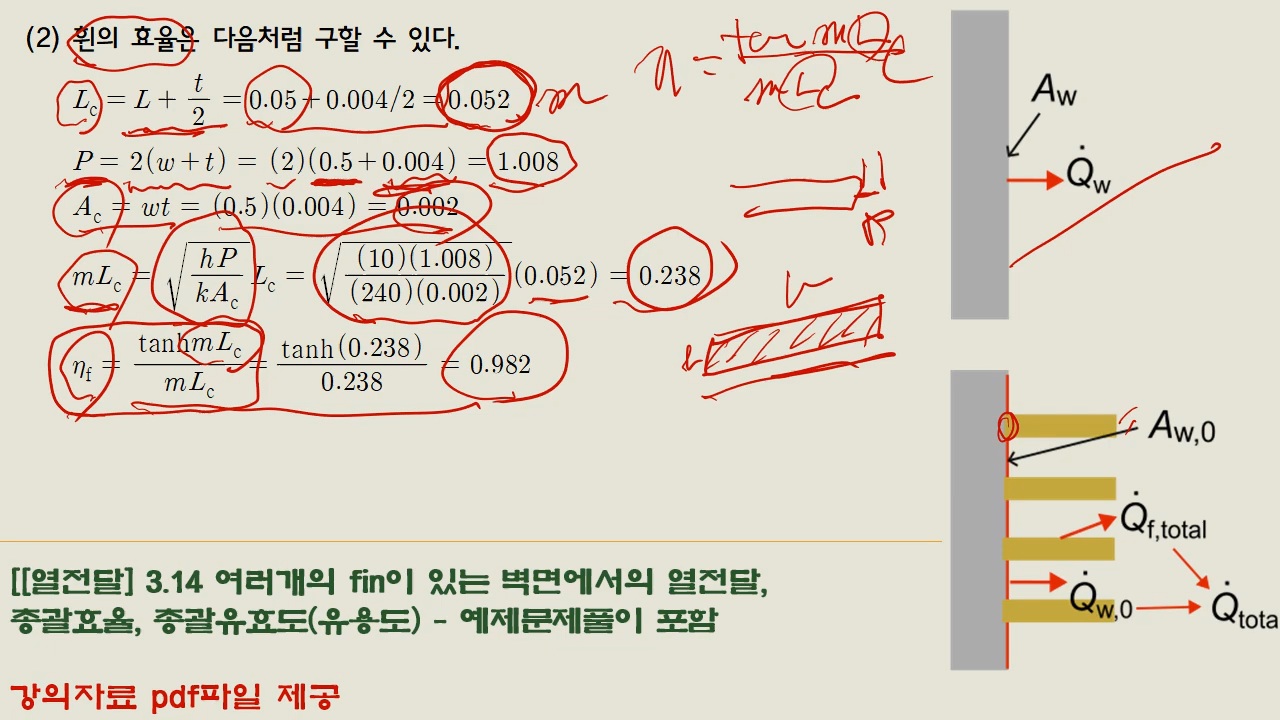 (2) 휜의 효율은 다음처럼 구할 수 있다.
L_c = L + t/2 = 0.05 + 0.004/2 = 0.052 m
P = 2(w+t) = (2)(0.5+0.004) = 1.008
A_c = wt = (0.5)(0.004) = 0.002
mL_c = √(hP/kA_c) L_c = √((10)(1.008)/(240)(0.002)) (0.052) = 0.238
η_f = tanh mL_c / mL_c = tanh(0.238)/0.238 = 0.982
A_w
Q̇_w
A_w,0
Q̇_f,total
Q̇_w,0
Q̇_tota
[[열전달] 3.14 여러개의 fin이 있는 벽면에서의 열전달,
총괄효율, 총괄유효도(유용도) - 예제문제풀이 포함
강의자료 pdf파일 제공